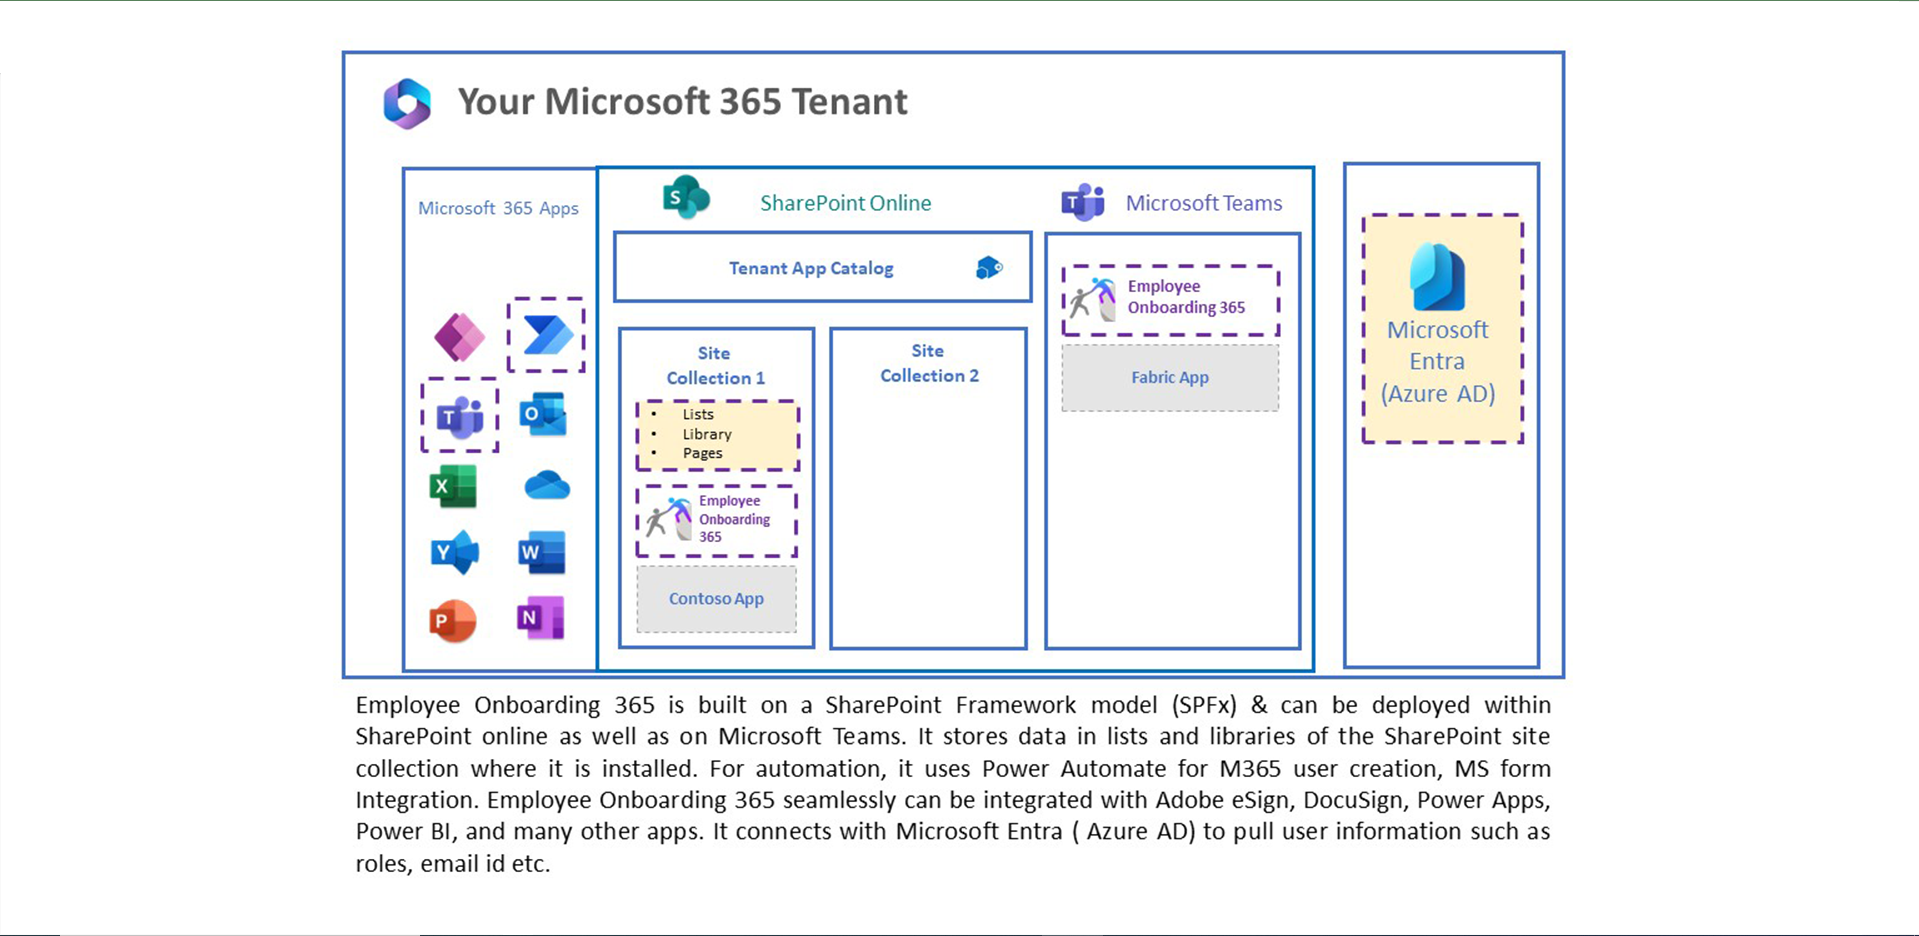 Your Microsoft 365 Tenant
Microsoft 365 Apps
S
SharePoint Online
T
Microsoft Teams
Tenant App Catalog
Employee
Onboarding 365
Fabric App
Microsoft
Entra
(Azure AD)
Site
Collection 1
• Lists
• Library
• Pages
Employee
Onboarding
365
Contoso App
Site
Collection 2
T
O
X
Y
W
P
N
Employee Onboarding 365 is built on a SharePoint Framework model (SPFx) & can be deployed within
SharePoint online as well as on Microsoft Teams. It stores data in lists and libraries of the SharePoint site
collection where it is installed. For automation, it uses Power Automate for M365 user creation, MS form
Integration. Employee Onboarding 365 seamlessly can be integrated with Adobe eSign, DocuSign, Power Apps,
Power BI, and many other apps. It connects with Microsoft Entra ( Azure AD) to pull user information such as
roles, email id etc.